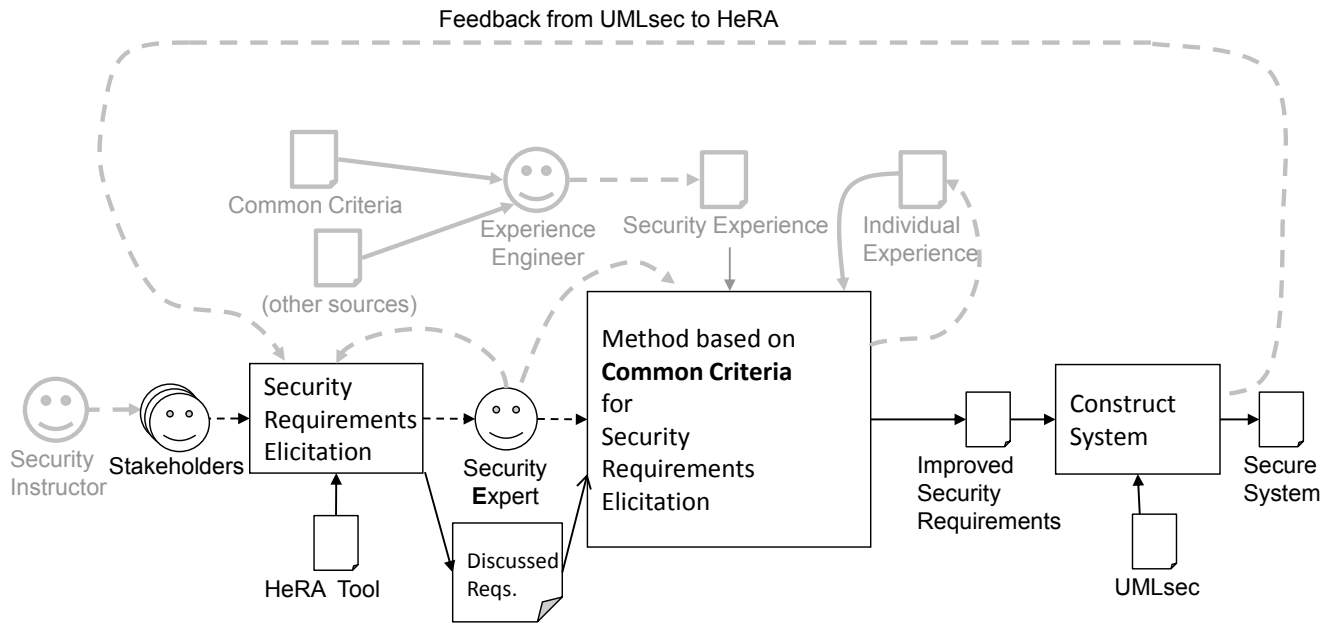 Feedback from UMLsec to HeRA
Common Criteria
(other sources)
Experience
Engineer
Security Experience
Individual
Experience
Security
Instructor
Stakeholders
Security
Requirements
Elicitation
HeRA Tool
Security
Expert
Discussed
Reqs.
Method based on
Common Criteria
for
Security
Requirements
Elicitation
Improved
Security
Requirements
Construct
System
UMLsec
Secure
System